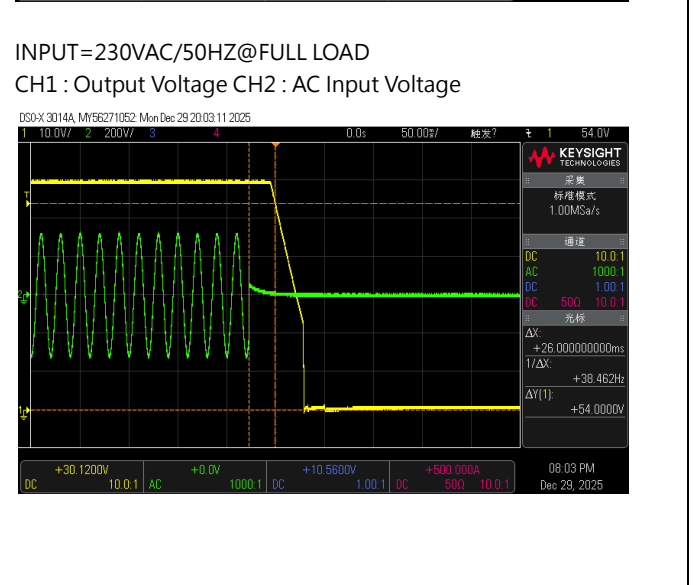 INPUT=230VAC/50HZ@FULL LOAD
CH1 : Output Voltage CH2 : AC Input Voltage
DSO-X 3014A, MY56271052: Mon Dec 29 20:03:11 2025
1 10.0V/ 2 200V/ 3 4 0.0s 50.00ms/ 触发? 1 54.0V
KEYSIGHT
TECHNOLOGIES
采集
标准模式
1.00MSa/s
通道
DC 10.0:1
AC 1000:1
DC 1.00:1
DC 50Ω 10.0:1
光标
ΔX:
+26.000000000ms
1/ΔX:
+38.462Hz
ΔY(1):
+54.0000V
T
2
1
+30.1200V +0.0V +10.5600V +500.000A
DC 10.0:1 AC 1000:1 DC 1.00:1 DC 50Ω 10.0:1
08:03 PM
Dec 29, 2025